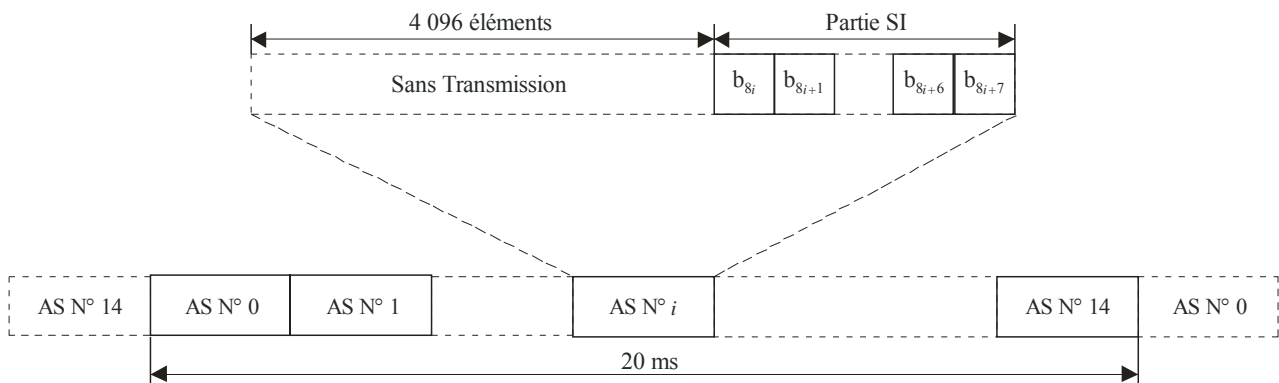 4 096 éléments Partie SI
Sans Transmission b8i b8i+1 b8i+6 b8i+7
AS N° 14 AS N° 0 AS N° 1 AS N° i AS N° 14 AS N° 0
20 ms